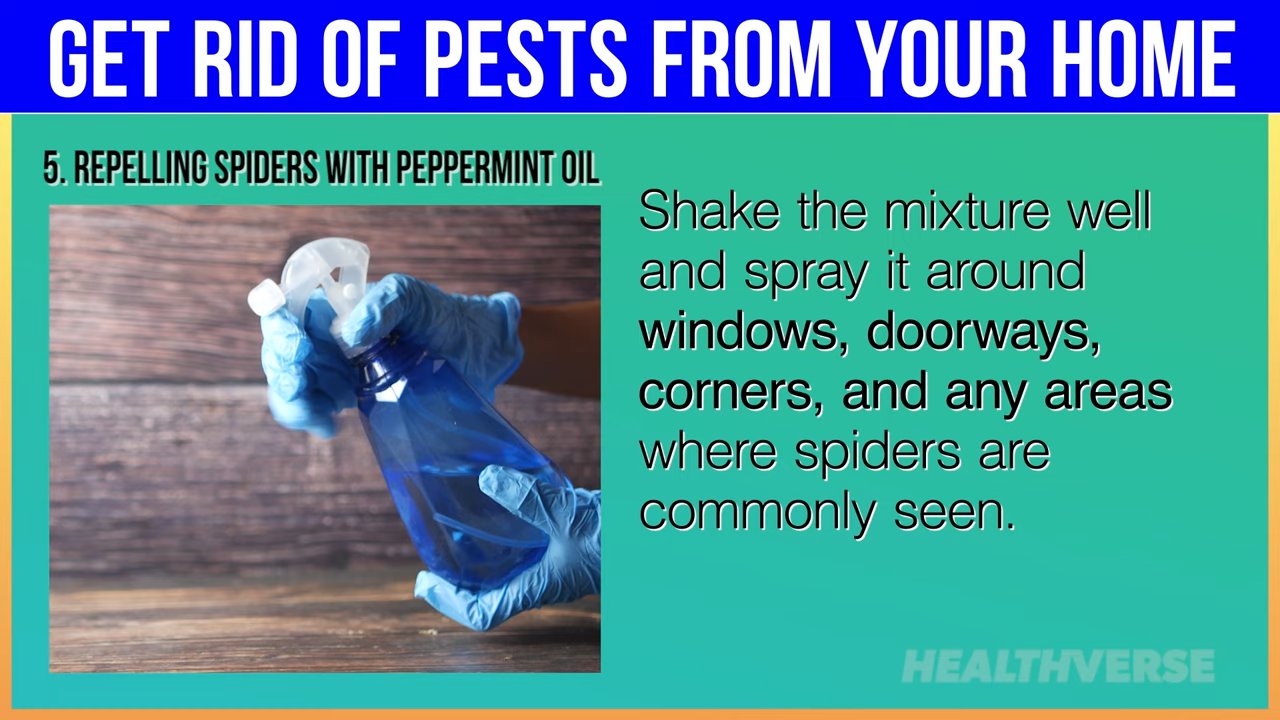 GET RID OF PESTS FROM YOUR HOME
5. REPELLING SPIDERS WITH PEPPERMINT OIL
Shake the mixture well
and spray it around
windows, doorways,
corners, and any areas
where spiders are
commonly seen.
HEALTHVERSE